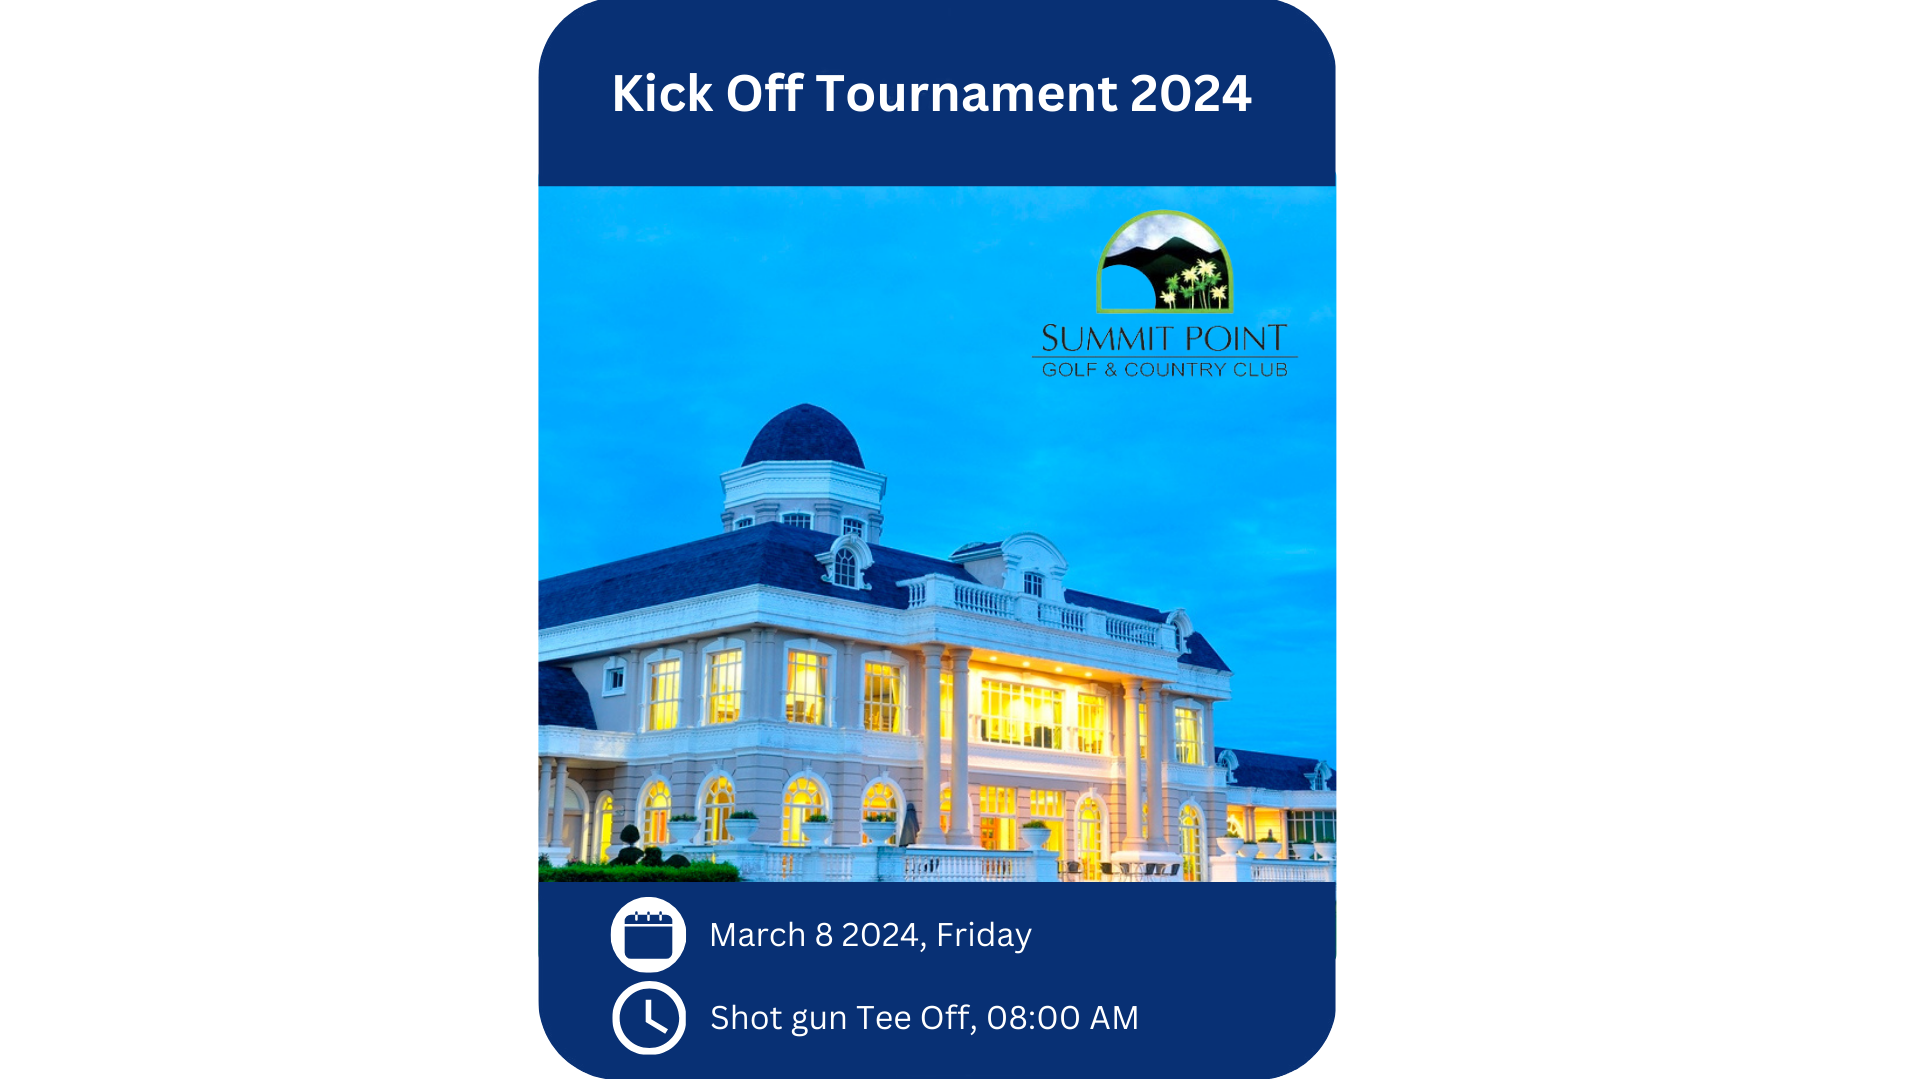 Kick Off Tournament 2024
SUMMIT POINT
GOLF & COUNTRY CLUB
March 8 2024, Friday
Shot gun Tee Off, 08:00 AM